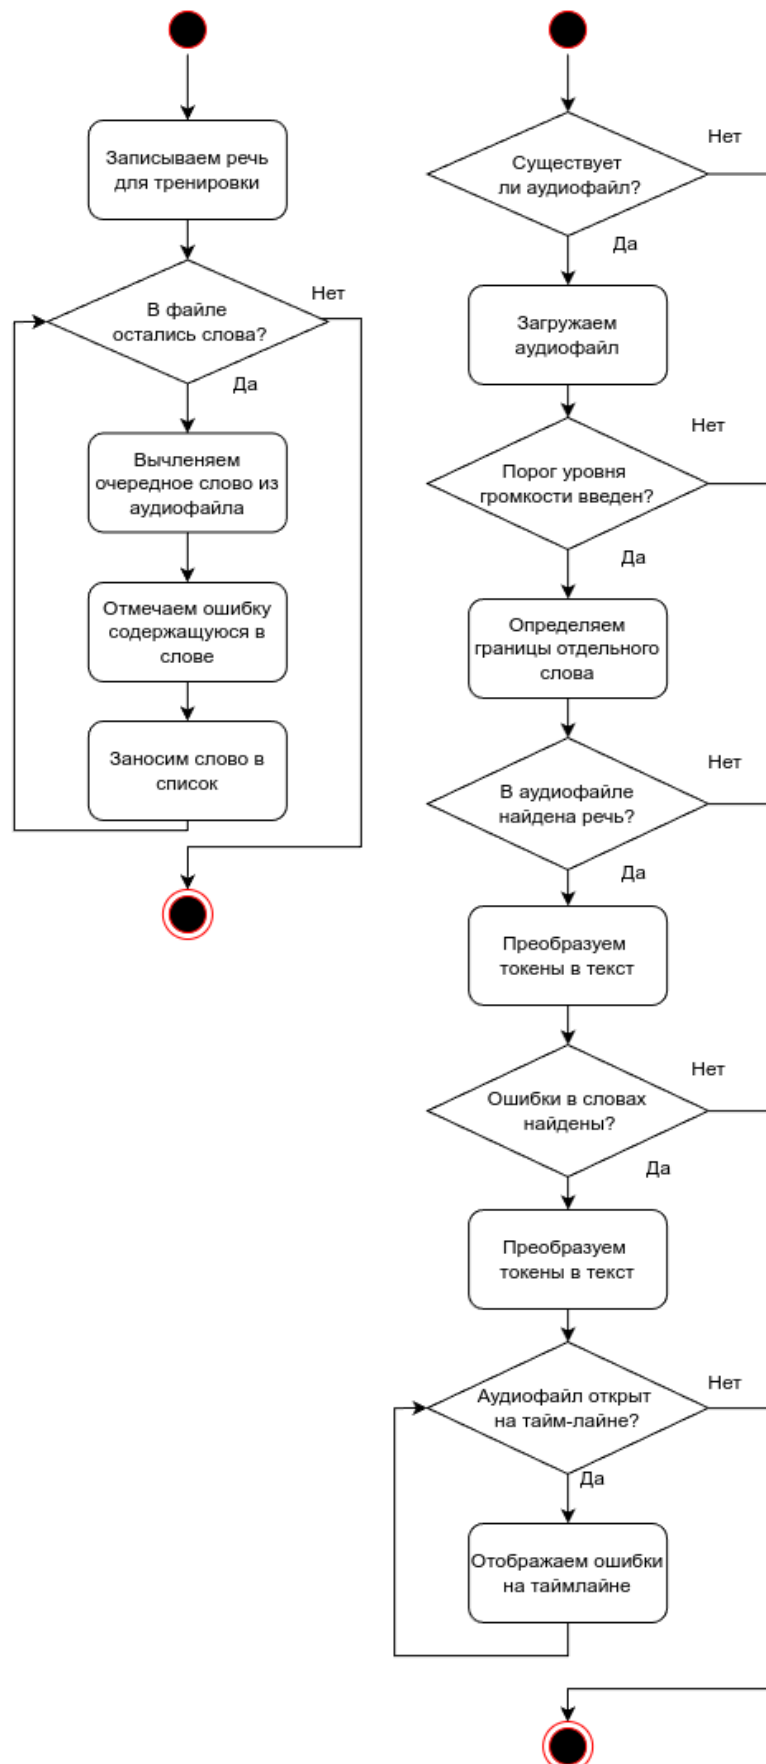 Записываем речь
для тренировки
В файле
остались слова?
Нет
Да
Вычленяем
очередное слово из
аудиофайла
Отмечаем ошибку
содержащуюся в
слове
Заносим слово в
список
Существует
ли аудиофайл?
Нет
Да
Загружаем
аудиофайл
Порог уровня
громкости введен?
Нет
Да
Определяем
границы отдельного
слова
В аудиофайле
найдена речь?
Нет
Да
Преобразуем
токены в текст
Ошибки в словах
найдены?
Нет
Да
Преобразуем
токены в текст
Аудиофайл открыт
на тайм-лайне?
Нет
Да
Отображаем ошибки
на таймлайне